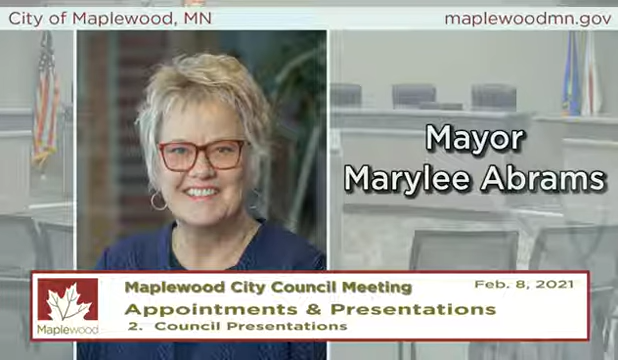 City of Maplewood, MN
maplewoodmn.gov
Mayor
Marylee Abrams
Maplewood City Council Meeting
Feb. 8, 2021
Appointments & Presentations
2. Council Presentations
Maplewood